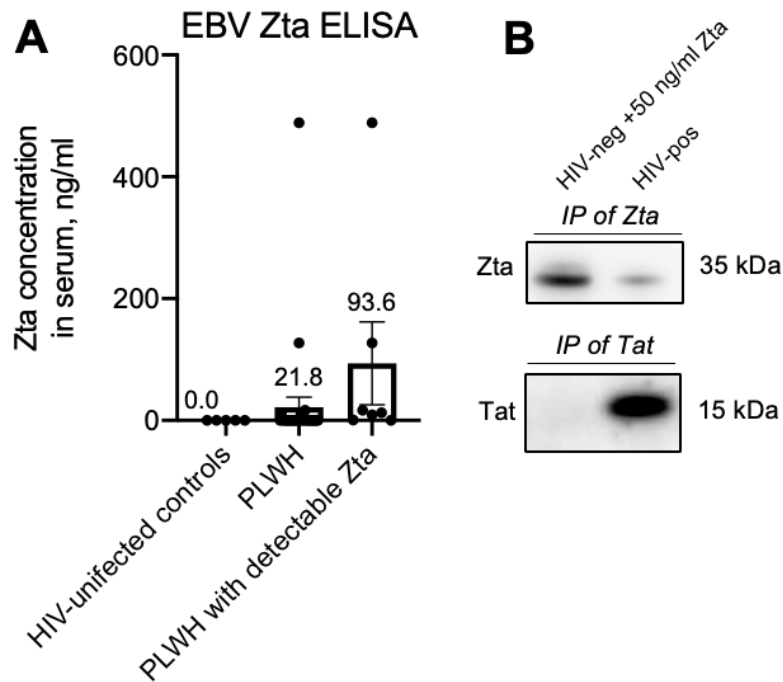 A
EBV Zta ELISA
Zta concentration
in serum, ng/ml
600
400
200
0
0.0
21.8
93.6
HIV-unifected controls
PLWH
PLWH with detectable Zta
B
HIV-neg +50 ng/ml Zta
HIV-pos
IP of Zta
Zta
35 kDa
IP of Tat
Tat
15 kDa